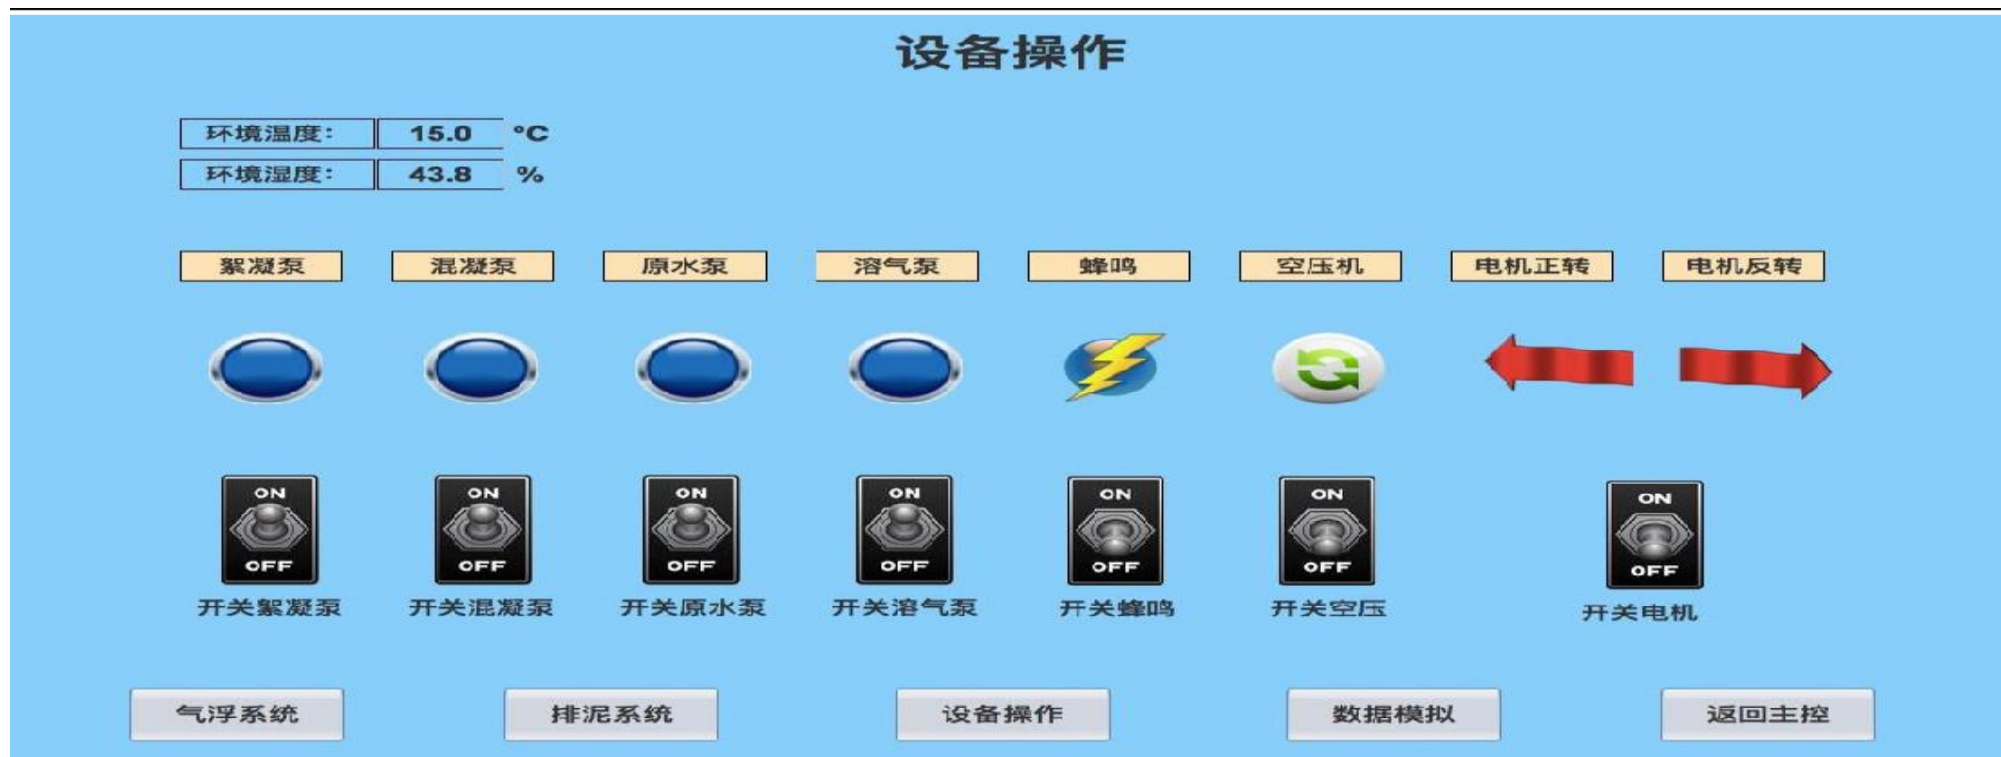 设备操作
环境温度: 15.0 °C
环境湿度: 43.8 %
絮凝泵 混凝泵 原水泵 溶气泵 蜂鸣 空压机 电机正转 电机反转
ON ON ON ON ON ON ON
OFF OFF OFF OFF OFF OFF OFF
开关絮凝泵 开关混凝泵 开关原水泵 开关溶气泵 开关蜂鸣 开关空压 开关电机
气浮系统 排泥系统 设备操作 数据模拟 返回主控